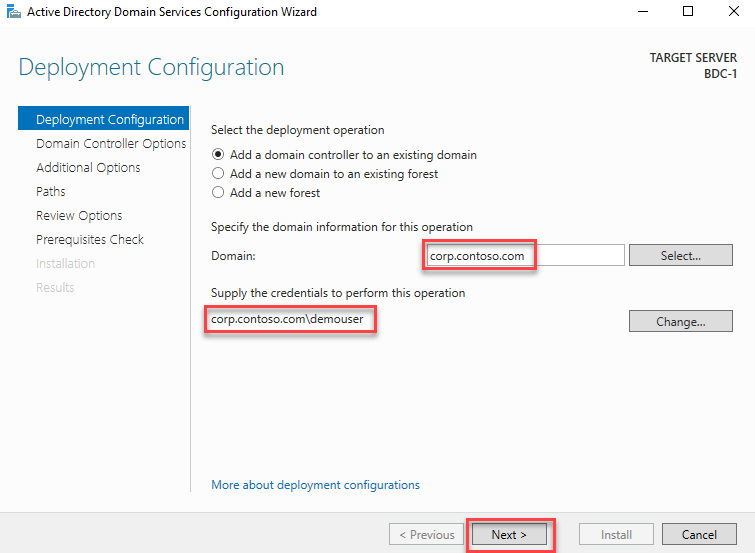 Active Directory Domain Services Configuration Wizard
Deployment Configuration
TARGET SERVER
BDC-1
Deployment Configuration
Domain Controller Options
Additional Options
Paths
Review Options
Prerequisites Check
Installation
Results
Select the deployment operation
Add a domain controller to an existing domain
Add a new domain to an existing forest
Add a new forest
Specify the domain information for this operation
Domain:
corp.contoso.com
Select...
Supply the credentials to perform this operation
corp.contoso.com\demouser
Change...
More about deployment configurations
< Previous
Next >
Install
Cancel